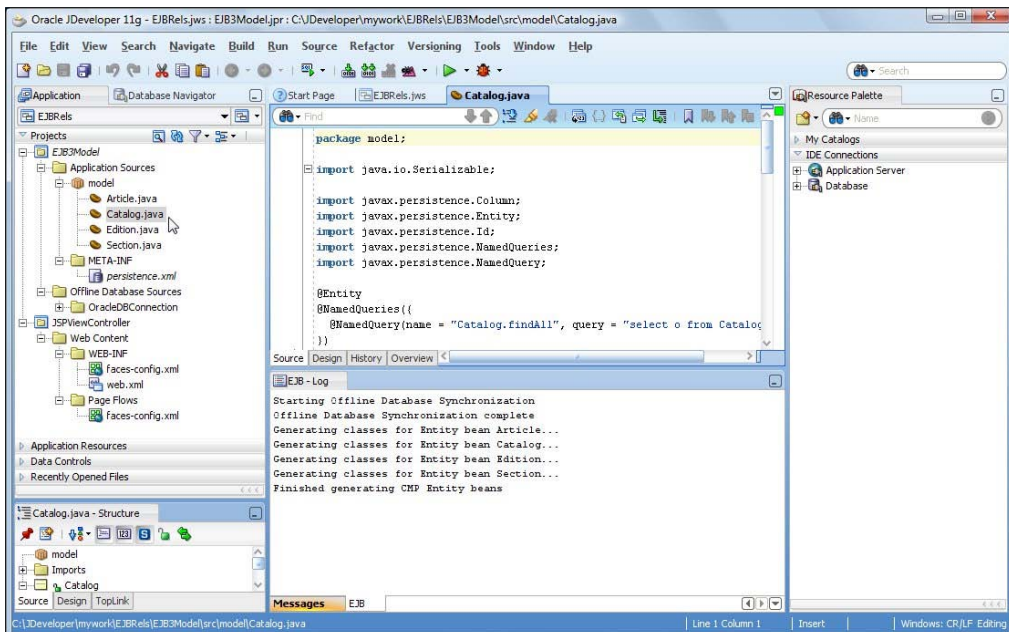 Oracle JDeveloper 11g - EJBRels.jws : EJB3Model.jpr : C:\JDeveloper\mywork\EJBRels\EJB3Model\src\model\Catalog.java
File Edit View Search Navigate Build Run Source Refactor Versioning Tools Window Help
Search
Application Database Navigator
EJBRels
Projects
EJB3Model
Application Sources
model
Article.java
Catalog.java
Edition.java
Section.java
META-INF
persistence.xml
Offline Database Sources
OracleDBConnection
JSPViewController
Web Content
WEB-INF
faces-config.xml
web.xml
Page Flows
faces-config.xml
Application Resources
Data Controls
Recently Opened Files
Catalog.java - Structure
model
Imports
Catalog
Source Design TopLink
Start Page EJBRels.jws Catalog.java
Find
package model;
import java.io.Serializable;
import javax.persistence.Column;
import javax.persistence.Entity;
import javax.persistence.Id;
import javax.persistence.NamedQueries;
import javax.persistence.NamedQuery;
@Entity
@NamedQueries({
@NamedQuery(name = "Catalog.findAll", query = "select o from Catalog
})
Source Design History Overview
EJB - Log
Starting Offline Database Synchronization
Offline Database Synchronization complete
Generating classes for Entity bean Article...
Generating classes for Entity bean Catalog...
Generating classes for Entity bean Edition...
Generating classes for Entity bean Section...
Finished generating CMP Entity beans
Messages EJB
Resource Palette
Name
My Catalogs
IDE Connections
Application Server
Database
C:\JDeveloper\mywork\EJBRels\EJB3Model\src\model\Catalog.java Line 1 Column 1 Insert Windows: CR/LF Editing